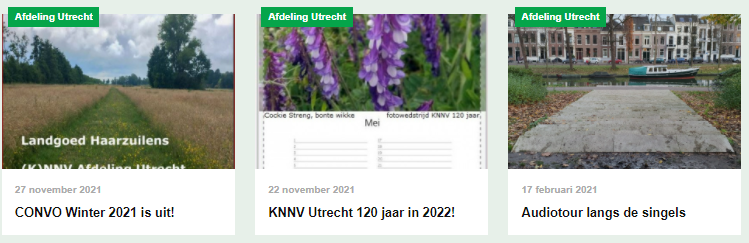 Afdeling Utrecht
Landgoed Haarzuilens
(K)NNV Afdeling Utrecht
27 november 2021
CONVO Winter 2021 is uit!
Afdeling Utrecht
Cockie Streng, bonte wikke
fotowedstrijd KNNV 120 jaar.
Mei
22 november 2021
KNNV Utrecht 120 jaar in 2022!
Afdeling Utrecht
17 februari 2021
Audiotour langs de singels